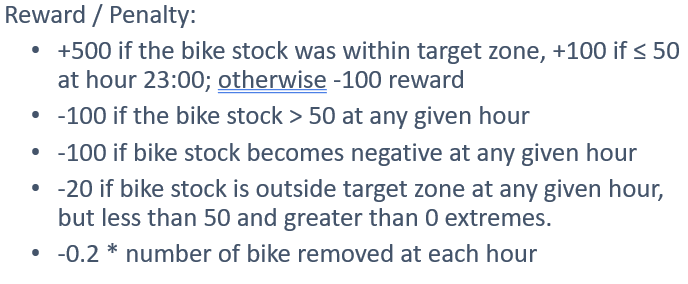 Reward / Penalty:
• +500 if the bike stock was within target zone, +100 if ≤ 50
at hour 23:00; otherwise -100 reward
• -100 if the bike stock > 50 at any given hour
• -100 if bike stock becomes negative at any given hour
• -20 if bike stock is outside target zone at any given hour,
but less than 50 and greater than 0 extremes.
• -0.2 * number of bike removed at each hour